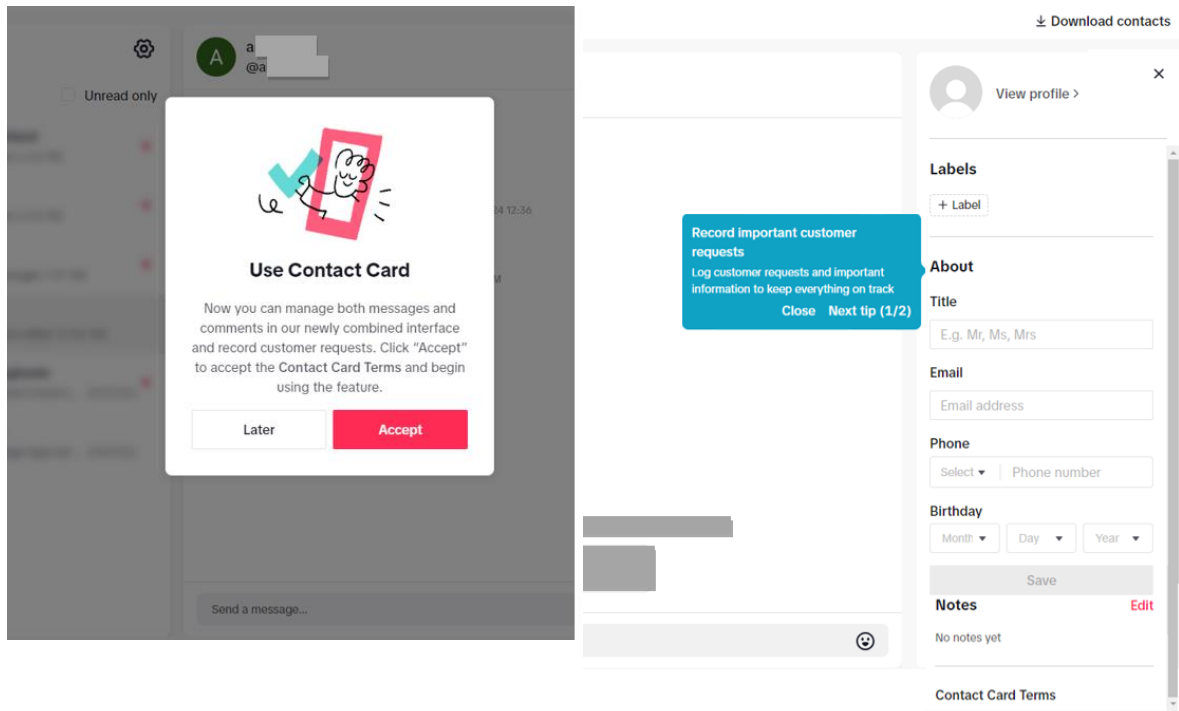 Unread only
A
a
@a
4 12:36
Use Contact Card
Now you can manage both messages and
comments in our newly combined interface
and record customer requests. Click “Accept”
to accept the Contact Card Terms and begin
using the feature.
Later
Accept
Send a message...
Download contacts
View profile >
Labels
+ Label
Record important customer
requests
Log customer requests and important
information to keep everything on track
Close Next tip (1/2)
About
Title
E.g. Mr, Ms, Mrs
Email
Email address
Phone
Select
Phone number
Birthday
Month
Day
Year
Save
Notes
Edit
No notes yet
Contact Card Terms